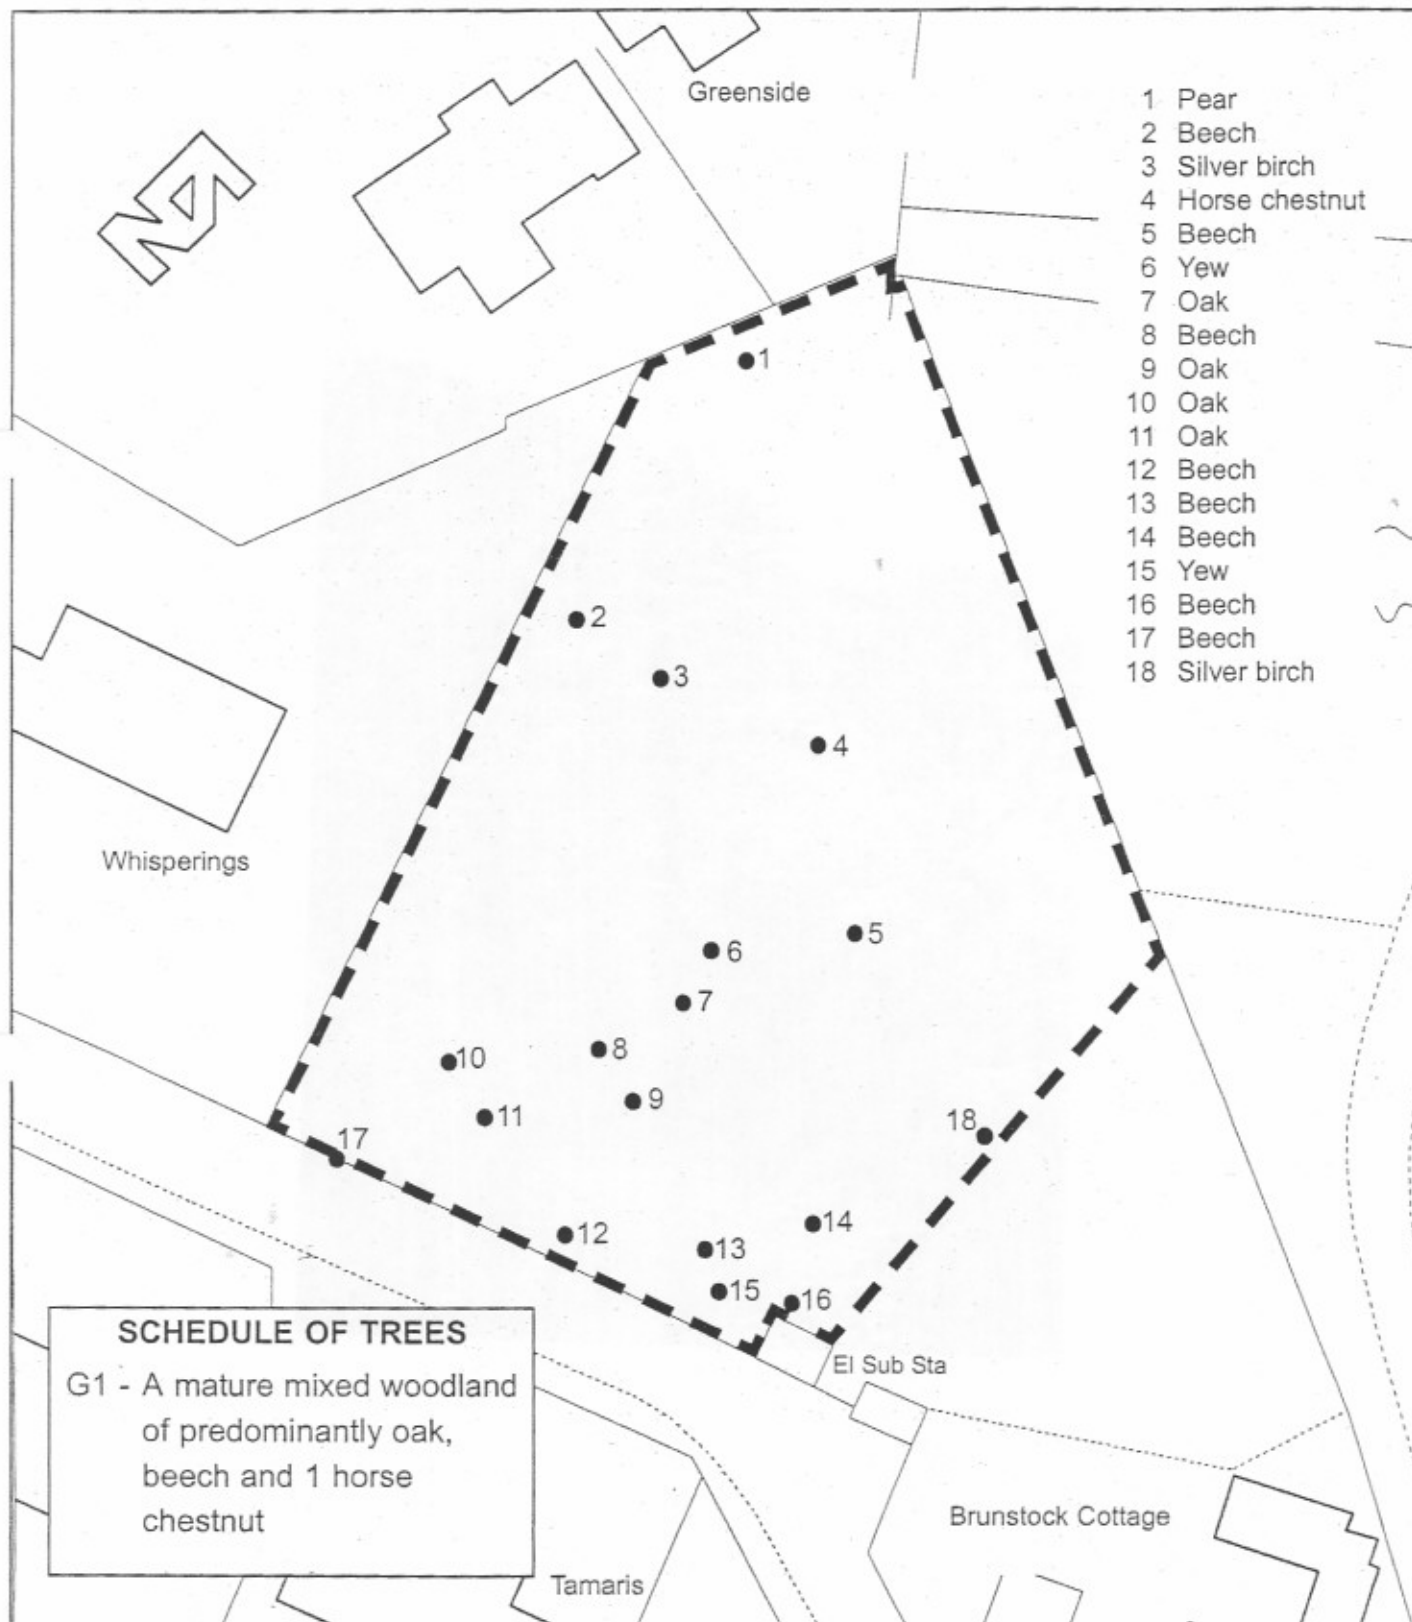 Greenside
1 Pear
2 Beech
3 Silver birch
4 Horse chestnut
5 Beech
6 Yew
7 Oak
8 Beech
9 Oak
10 Oak
11 Oak
12 Beech
13 Beech
14 Beech
15 Yew
16 Beech
17 Beech
18 Silver birch
1
2
3
4
Whisperings
5
6
7
8
10
9
11
18
17
14
12
13
15
16
El Sub Sta
SCHEDULE OF TREES
G1 - A mature mixed woodland
of predominantly oak,
beech and 1 horse
chestnut
Brunstock Cottage
Tamaris